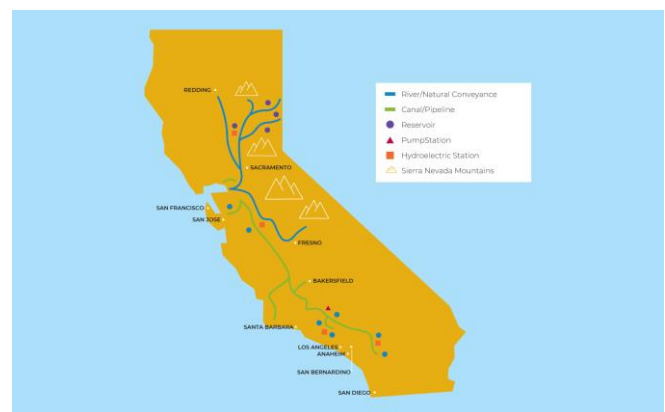 REDDING
River/Natural Conveyance
Canal/Pipeline
Reservoir
PumpStation
Hydroelectric Station
Sierra Nevada Mountains
SACRAMENTO
SAN FRANCISCO
SAN JOSE
FRESNO
BAKERSFIELD
SANTA BARBARA
LOS ANGELES
ANAHEIM
SAN BERNARDINO
SAN DIEGO